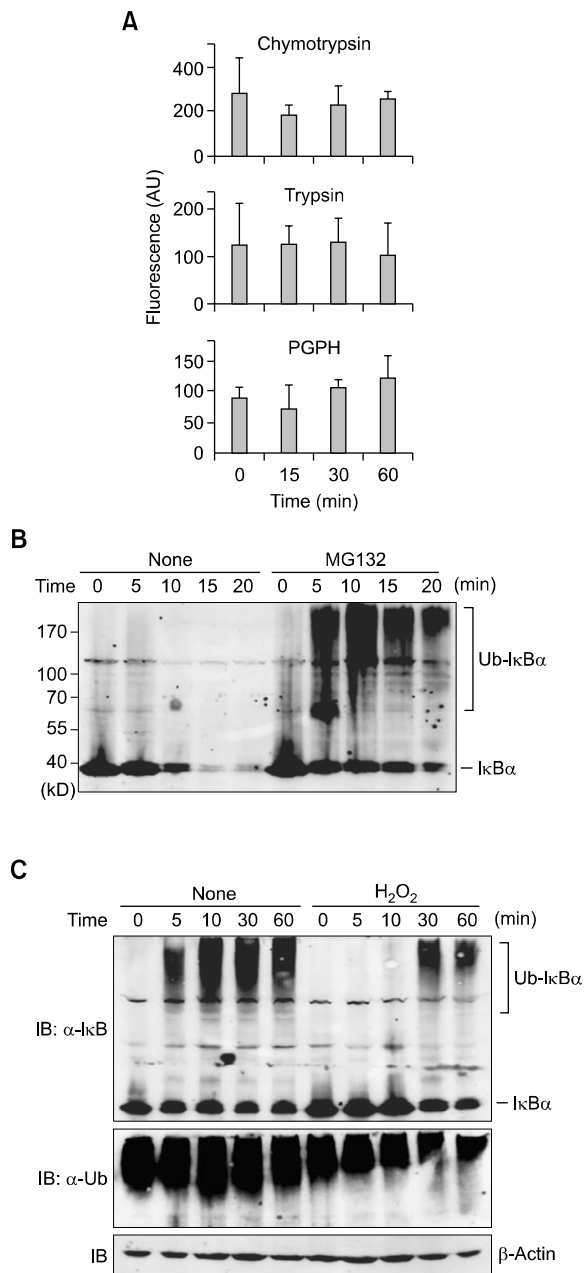 A
Chymotrypsin
400
200
0
Trypsin
200
100
0
PGPH
150
100
50
0
Fluorescence (AU)
0 15 30 60
Time (min)
B
None MG132
Time 0 5 10 15 20 0 5 10 15 20 (min)
170
100
70
55
40
(kD)
Ub-IκBα
IκBα
C
None H₂O₂
Time 0 5 10 30 60 0 5 10 30 60 (min)
Ub-IκBα
IB: α-IκB
IκBα
IB: α-Ub
IB β-Actin